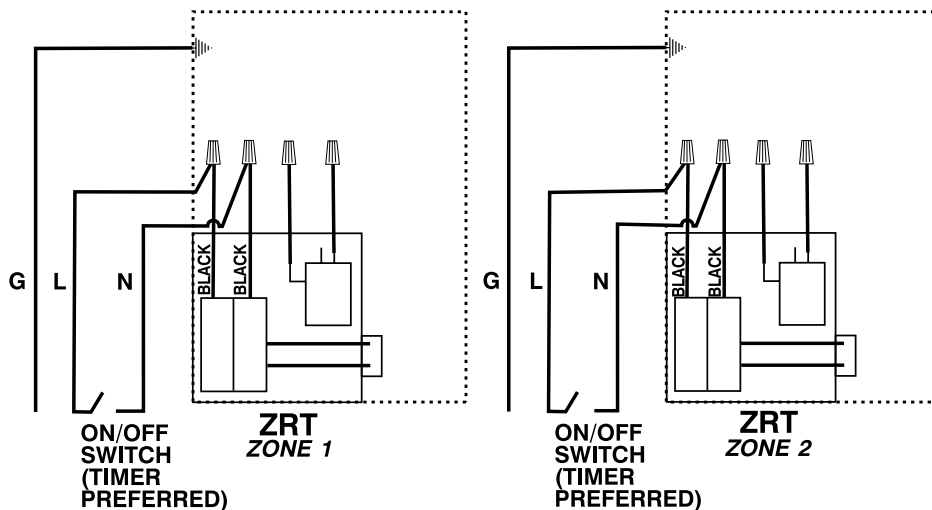 BLACK
BLACK
G L N
ZRT
ZONE 1
ON/OFF
SWITCH
(TIMER
PREFERRED)
BLACK
BLACK
G L N
ZRT
ZONE 2
ON/OFF
SWITCH
(TIMER
PREFERRED)